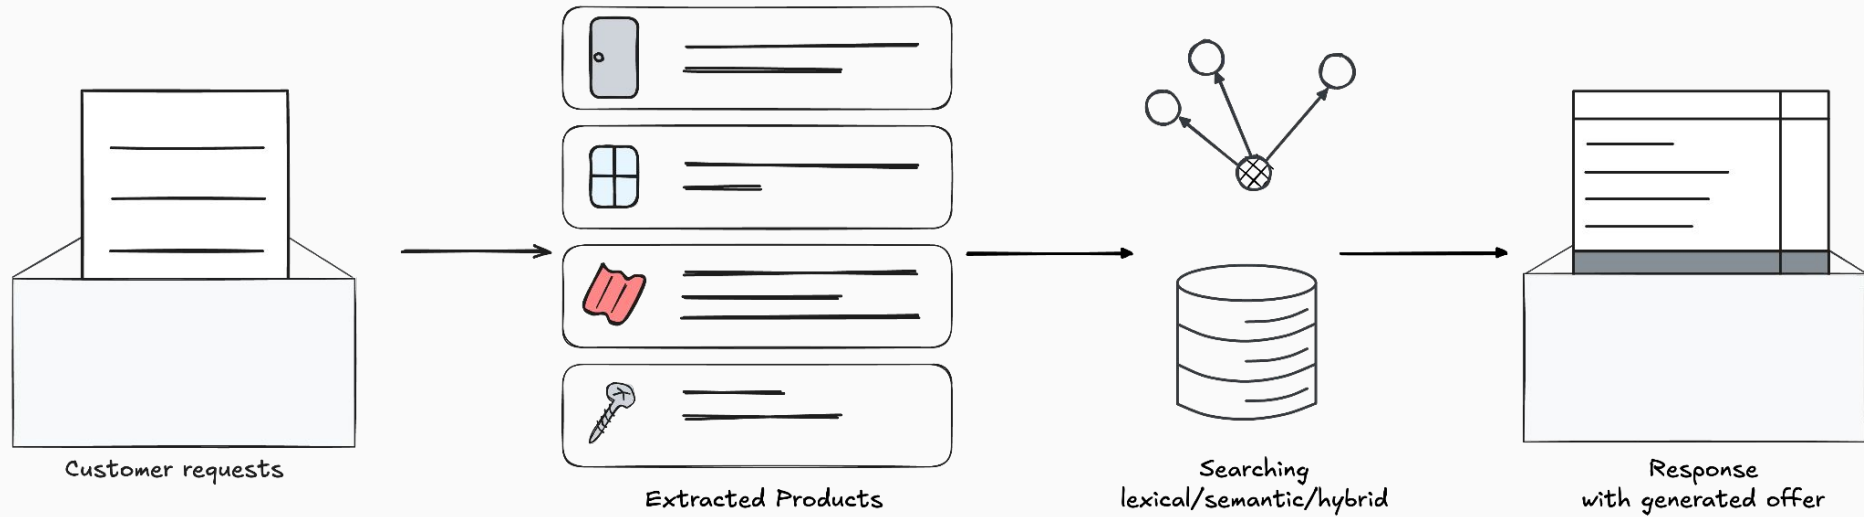 Customer requests
Extracted Products
Searching
lexical/semantic/hybrid
Response
with generated offer